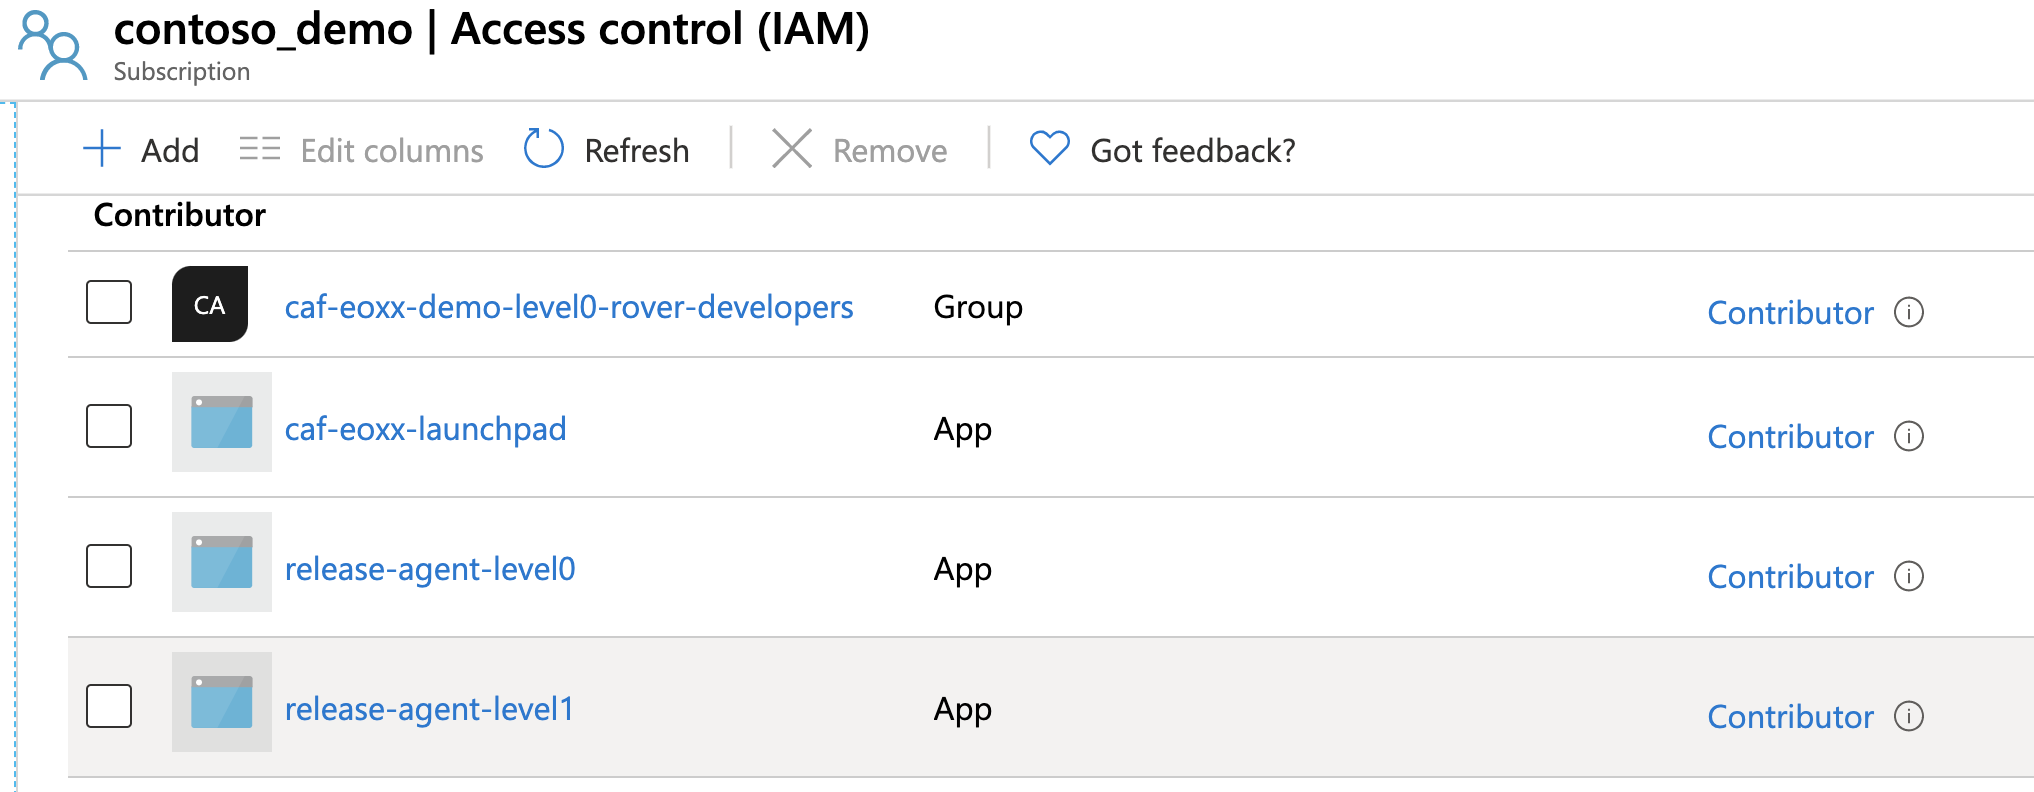 contoso_demo | Access control (IAM)
Subscription
Add Edit columns Refresh Remove Got feedback?
Contributor
CA caf-eoxx-demo-level0-rover-developers Group Contributor
caf-eoxx-launchpad App Contributor
release-agent-level0 App Contributor
release-agent-level1 App Contributor